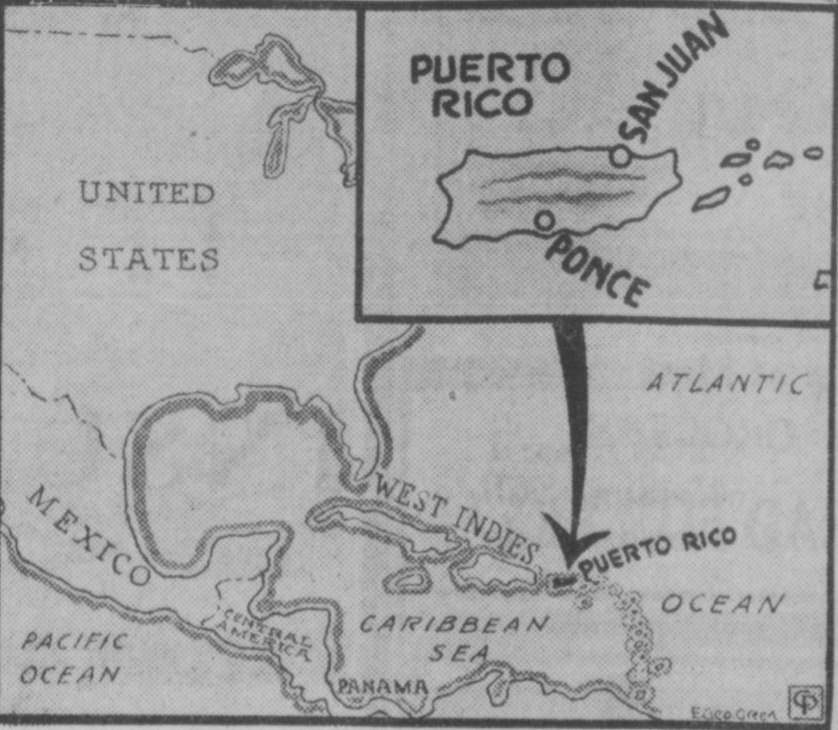 PUERTO
RICO
SAN JUAN
PONCE
UNITED
STATES
ATLANTIC
MEXICO
WEST INDIES
PUERTO RICO
OCEAN
CENTRAL
AMERICA
CARIBBEAN
SEA
PACIFIC
OCEAN
PANAMA
CP